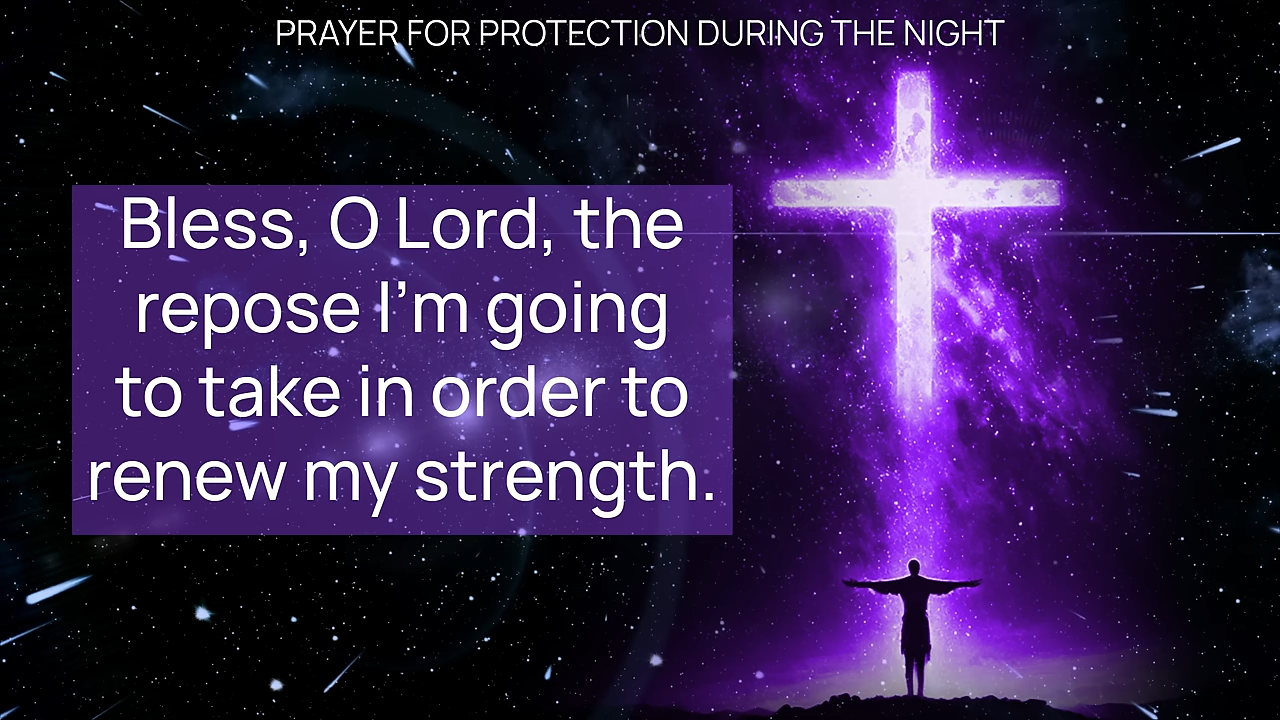 PRAYER FOR PROTECTION DURING THE NIGHT
Bless, O Lord, the
repose I’m going
to take in order to
renew my strength.